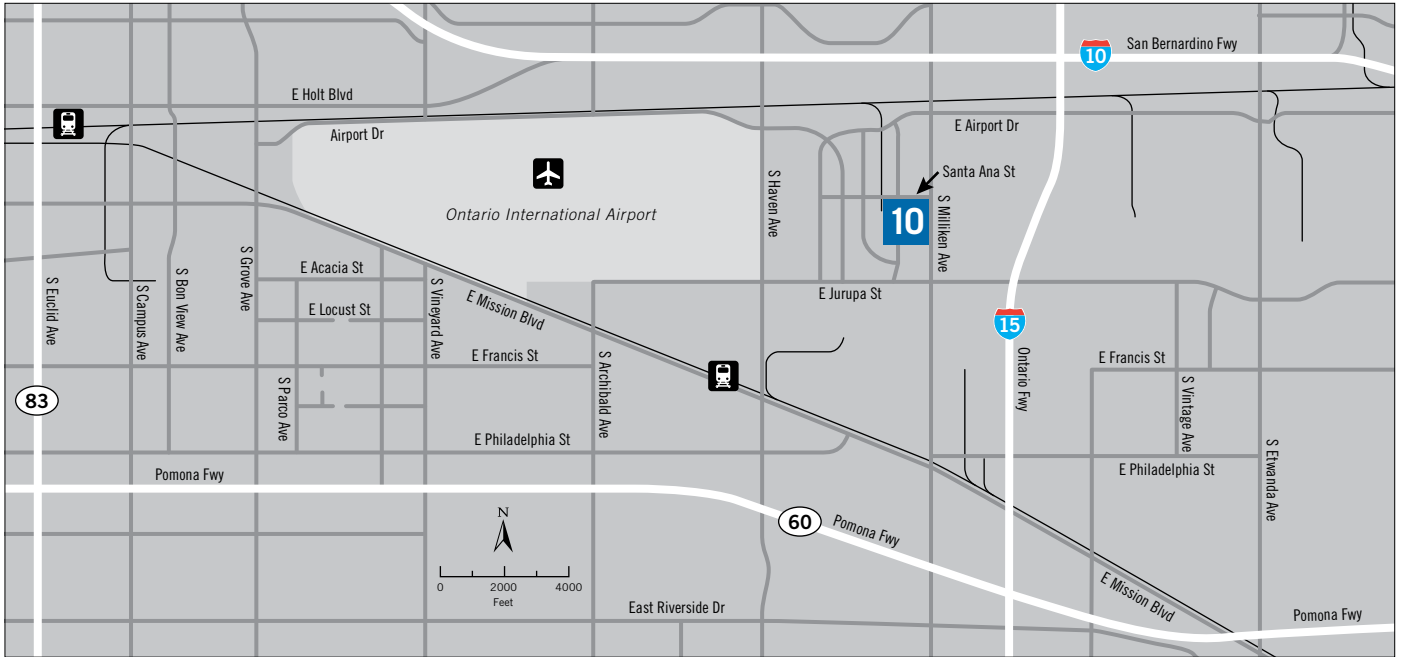 San Bernardino Fwy
10
E Holt Blvd
Airport Dr
E Airport Dr
Santa Ana St
Ontario International Airport
10
S Haven Ave
S Milliken Ave
S Euclid Ave
S Campus Ave
S Bon View Ave
S Grove Ave
E Acacia St
E Locust St
S Vineyard Ave
E Mission Blvd
E Jurupa St
15
Ontario Fwy
E Francis St
E Francis St
S Parco Ave
S Archibald Ave
S Vintage Ave
83
E Philadelphia St
E Philadelphia St
S Etwanda Ave
Pomona Fwy
60
Pomona Fwy
N
0 2000 4000
Feet
East Riverside Dr
E Mission Blvd
Pomona Fwy